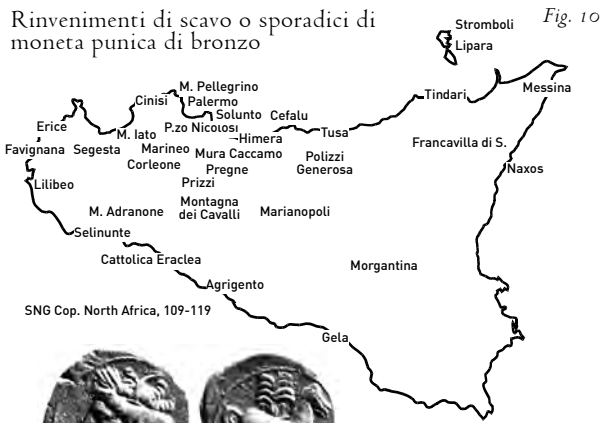 Rinvenimenti di scavo o sporadici di
moneta punica di bronzo
Fig. 10
Stromboli
Lipara
M. Pellegrino
Cinisi
Palermo
Tindari
Messina
Solunto
Cefalu
Erice
M. Iato
P.zo Nicolosi
Himera
Tusa
Favignana
Segesta
Marineo
Mura Caccamo
Polizzi
Generosa
Francavilla di S.
Corleone
Pregne
Naxos
Lilibeo
Prizzi
M. Adranone
Montagna
dei Cavalli
Marianopoli
Selinunte
Cattolica Eraclea
Morgantina
Agrigento
SNG Cop. North Africa, 109-119
Gela